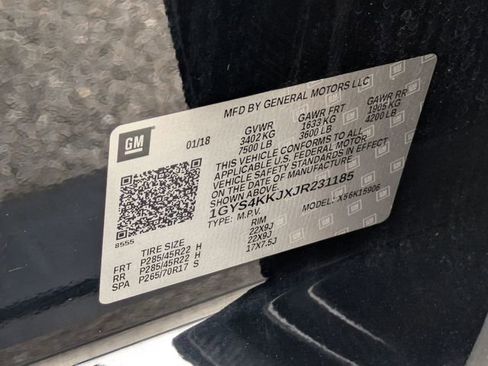 MFD BY GENERAL MOTORS LLC
GM
01/18
GVWR GAWR FRT GAWR RR
3402 KG 1633 KG 1905 KG
7500 LB 3600 LB 4200 LB
THIS VEHICLE CONFORMS TO ALL
APPLICABLE U.S. FEDERAL MOTOR
VEHICLE SAFETY STANDARDS IN EFFECT
ON THE DATE OF MANUFACTURE
SHOWN ABOVE.
1GYS4KKJXJR231185
TYPE: M.P.V. MODEL: X56K15906
8555
TIRE SIZE RIM
FRT P285/45R22 H 22X9J
RR P285/45R22 H 22X9J
SPA P265/70R17 S 17X7.5J